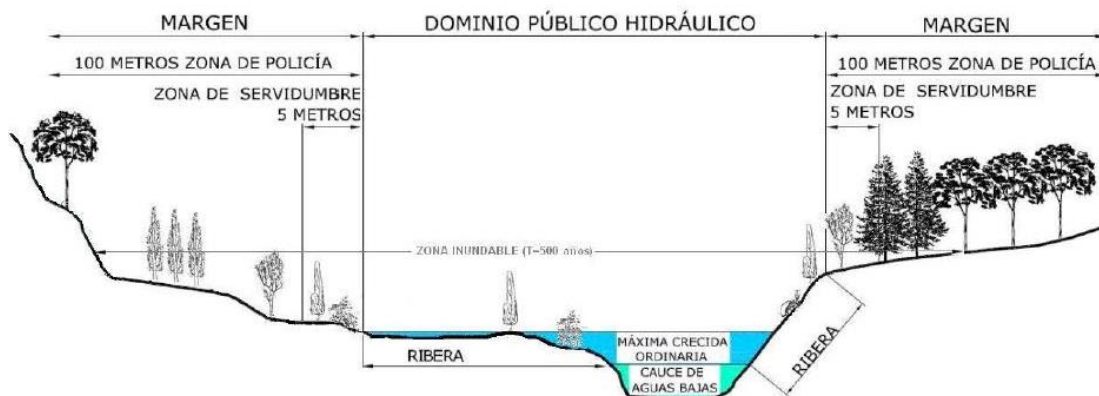 MARGEN
DOMINIO PÚBLICO HIDRÁULICO
MARGEN
100 METROS ZONA DE POLICÍA
100 METROS ZONA DE POLICÍA
ZONA DE SERVIDUMBRE
5 METROS
ZONA DE SERVIDUMBRE
5 METROS
ZONA INUNDABLE (T=500 años)
MÁXIMA CRECIDA
ORDINARIA
RIBERA
CAUCE DE
AGUAS BAJAS
RIBERA